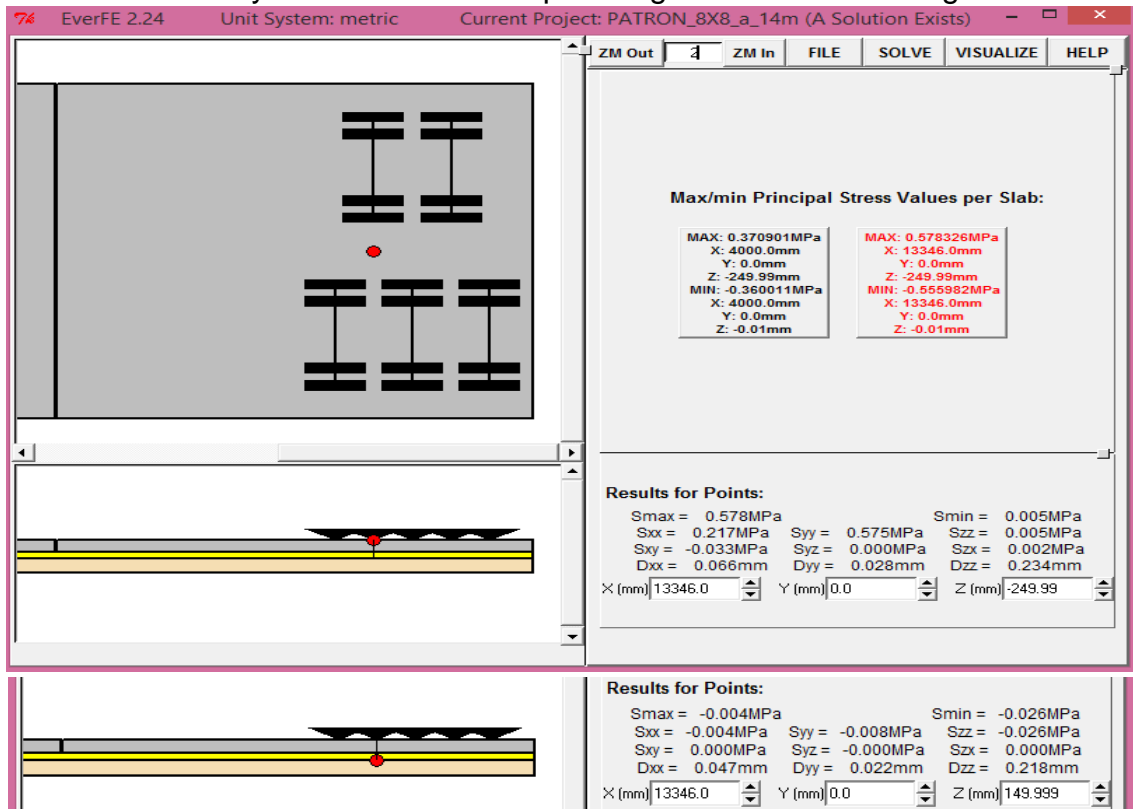 EverFE 2.24 Unit System: metric Current Project: PATRON_8X8_a_14m (A Solution Exists)
ZM Out ZM In FILE SOLVE VISUALIZE HELP
Max/min Principal Stress Values per Slab:
MAX: 0.370901MPa
X: 4000.0mm
Y: 0.0mm
Z: -249.99mm
MIN: -0.360011MPa
X: 4000.0mm
Y: 0.0mm
Z: -0.01mm
MAX: 0.578326MPa
X: 13346.0mm
Y: 0.0mm
Z: -249.99mm
MIN: -0.555982MPa
X: 13346.0mm
Y: 0.0mm
Z: -0.01mm
Results for Points:
Smax = 0.578MPa Smin = 0.005MPa
Sxx = 0.217MPa Syy = 0.575MPa Szz = 0.005MPa
Sxy = -0.033MPa Syz = 0.000MPa Szx = 0.002MPa
Dxx = 0.066mm Dyy = 0.028mm Dzz = 0.234mm
X (mm) 13346.0 Y (mm) 0.0 Z (mm) -249.99
Results for Points:
Smax = -0.004MPa Smin = -0.026MPa
Sxx = -0.004MPa Syy = -0.008MPa Szz = -0.026MPa
Sxy = 0.000MPa Syz = -0.000MPa Szx = 0.000MPa
Dxx = 0.047mm Dyy = 0.022mm Dzz = 0.218mm
X (mm) 13346.0 Y (mm) 0.0 Z (mm) 149.999